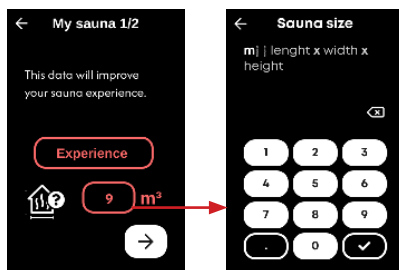 My sauna 1/2
This data will improve
your sauna experience.
Experience
9 m³
Sauna size
m¦ ¦ lenght x width x
height
1 2 3
4 5 6
7 8 9
. 0